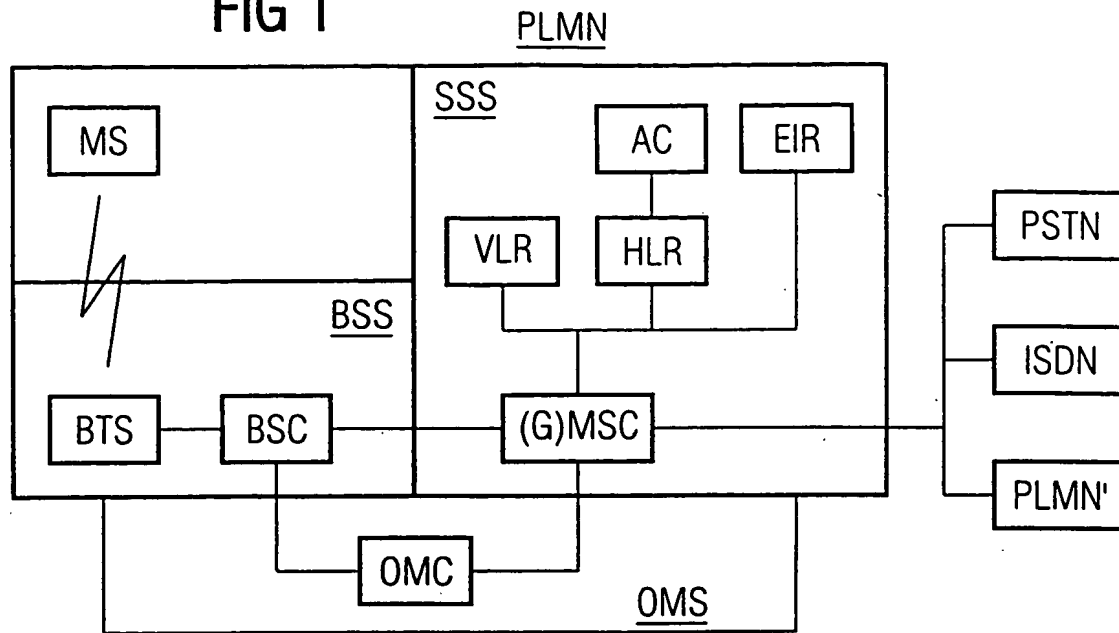 FIG 1
PLMN
SSS
MS
AC
EIR
VLR
HLR
PSTN
BSS
ISDN
BTS
BSC
(G)MSC
PLMN'
OMC
OMS